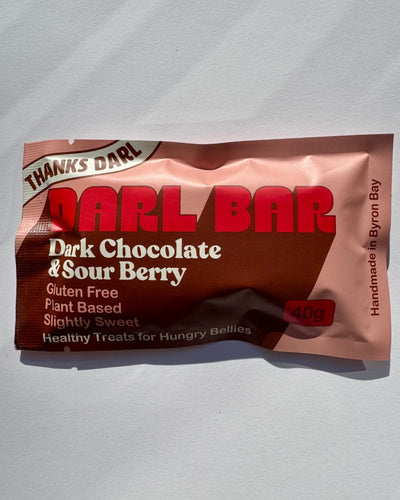 THANKS DARL
DARL BAR
Dark Chocolate
& Sour Berry
Gluten Free
Plant Based
Slightly Sweet
Healthy Treats for Hungry Bellies
40g
Handmade in Byron Bay